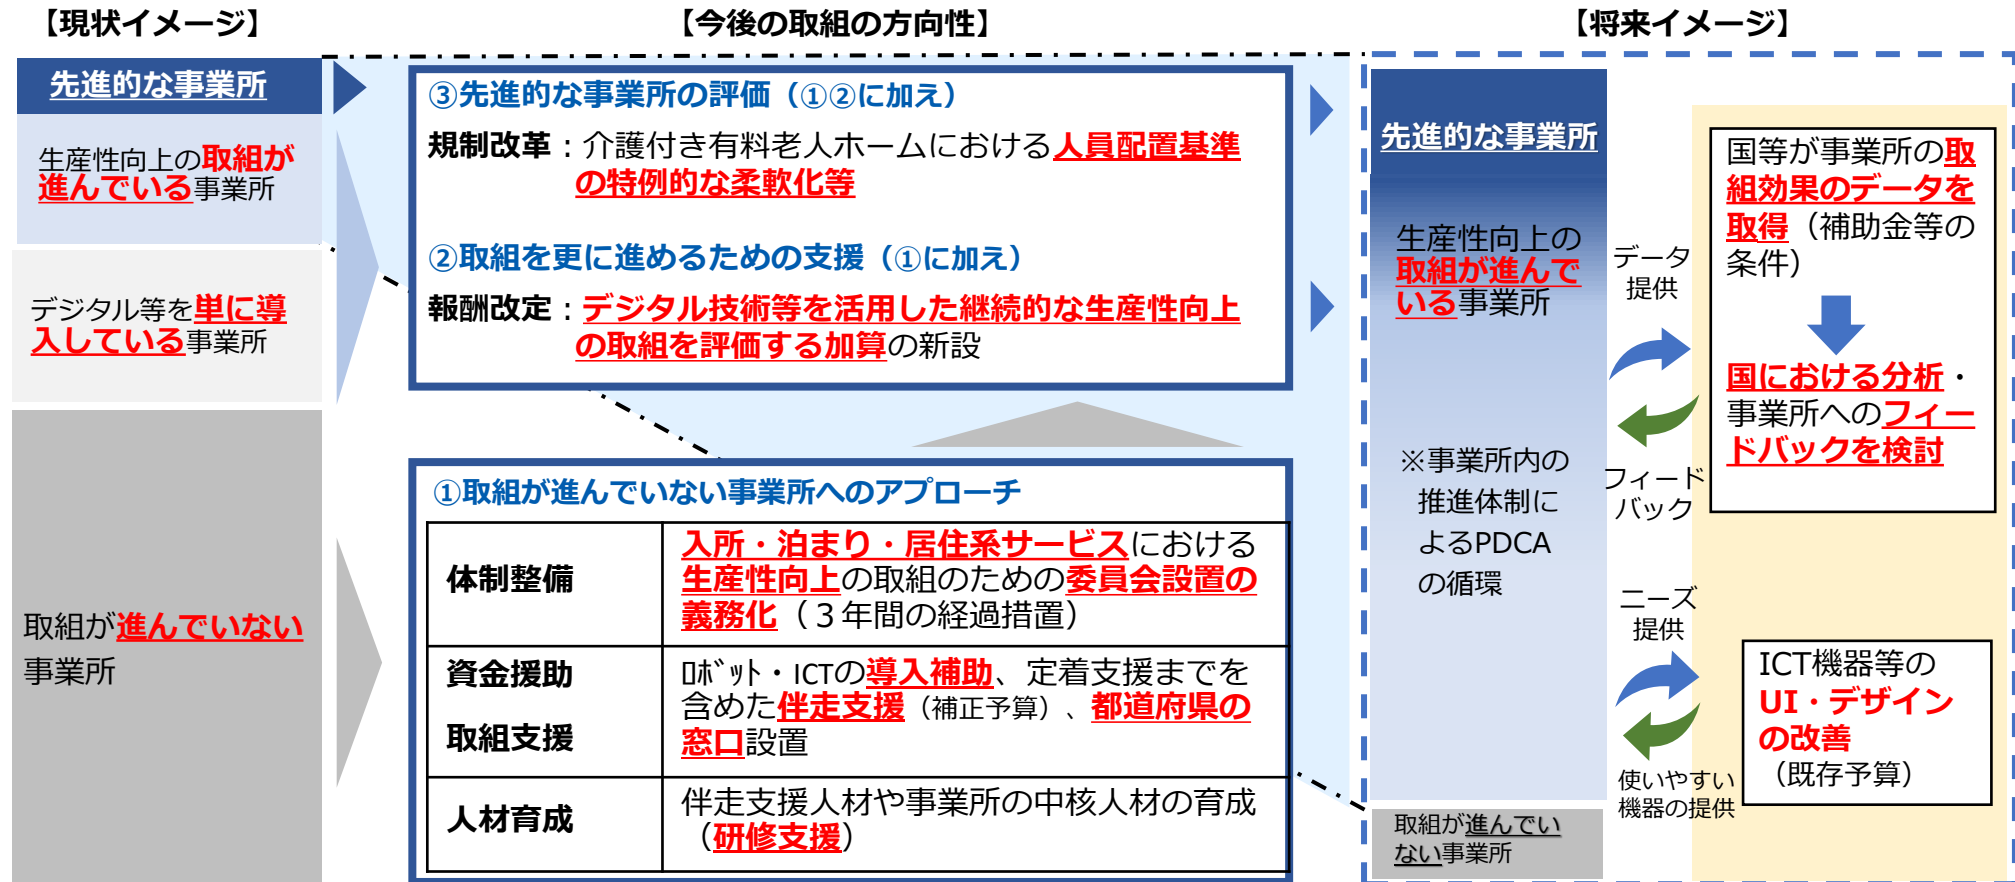 【現状イメージ】
【今後の取組の方向性】
【将来イメージ】
先進的な事業所
生産性向上の取組が
進んでいる事業所
デジタル等を単に導
入している事業所
取組が進んでいない
事業所
③先進的な事業所の評価（①②に加え）
規制改革：介護付き有料老人ホームにおける人員配置基準
の特例的な柔軟化等
②取組を更に進めるための支援（①に加え）
報酬改定：デジタル技術等を活用した継続的な生産性向上
の取組を評価する加算の新設
①取組が進んでいない事業所へのアプローチ
体制整備
入所・泊まり・居住系サービスにおける
生産性向上の取組のための委員会設置の
義務化（３年間の経過措置）
資金援助
取組支援
ﾛﾎﾞｯﾄ・ICTの導入補助、定着支援までを
含めた伴走支援（補正予算）、都道府県の
窓口設置
人材育成
伴走支援人材や事業所の中核人材の育成
（研修支援）
先進的な事業所
生産性向上の
取組が進んで
いる事業所
※事業所内の
推進体制に
よるPDCA
の循環
取組が進んでい
ない事業所
データ
提供
フィード
バック
ニーズ
提供
使いやすい
機器の提供
国等が事業所の取
組効果のデータを
取得（補助金等の
条件）
国における分析・
事業所へのフィー
ドバックを検討
ICT機器等の
UI・デザイン
の改善
（既存予算）